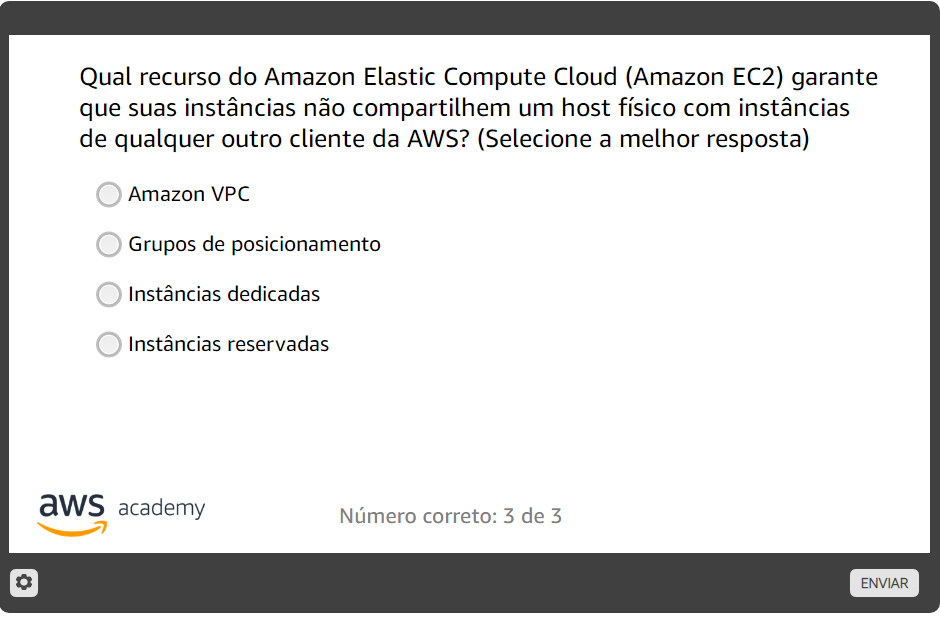 Qual recurso do Amazon Elastic Compute Cloud (Amazon EC2) garante
que suas instâncias não compartilhem um host físico com instâncias
de qualquer outro cliente da AWS? (Selecione a melhor resposta)
Amazon VPC
Grupos de posicionamento
Instâncias dedicadas
Instâncias reservadas
aws academy
Número correto: 3 de 3
ENVIAR